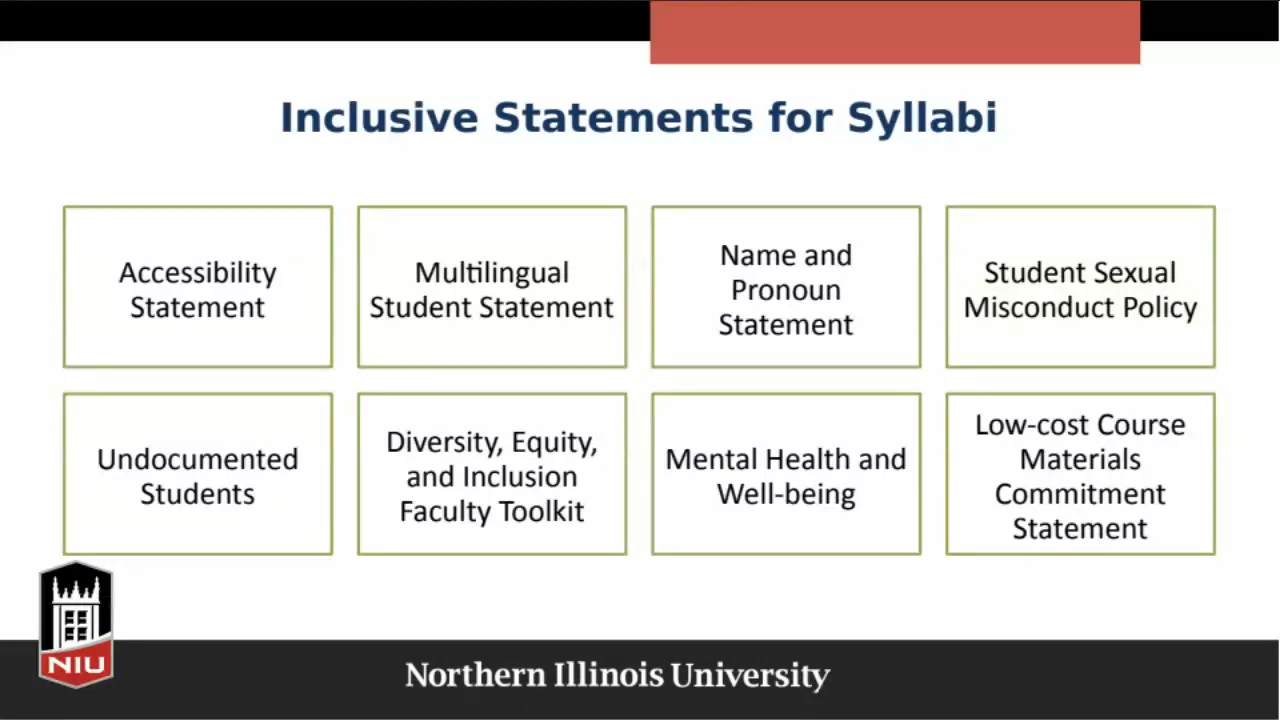 Inclusive Statements for Syllabi
Accessibility
Statement
Multilingual
Student Statement
Name and
Pronoun
Statement
Student Sexual
Misconduct Policy
Undocumented
Students
Diversity, Equity,
and Inclusion
Faculty Toolkit
Mental Health and
Well-being
Low-cost Course
Materials
Commitment
Statement
NIU
Northern Illinois University